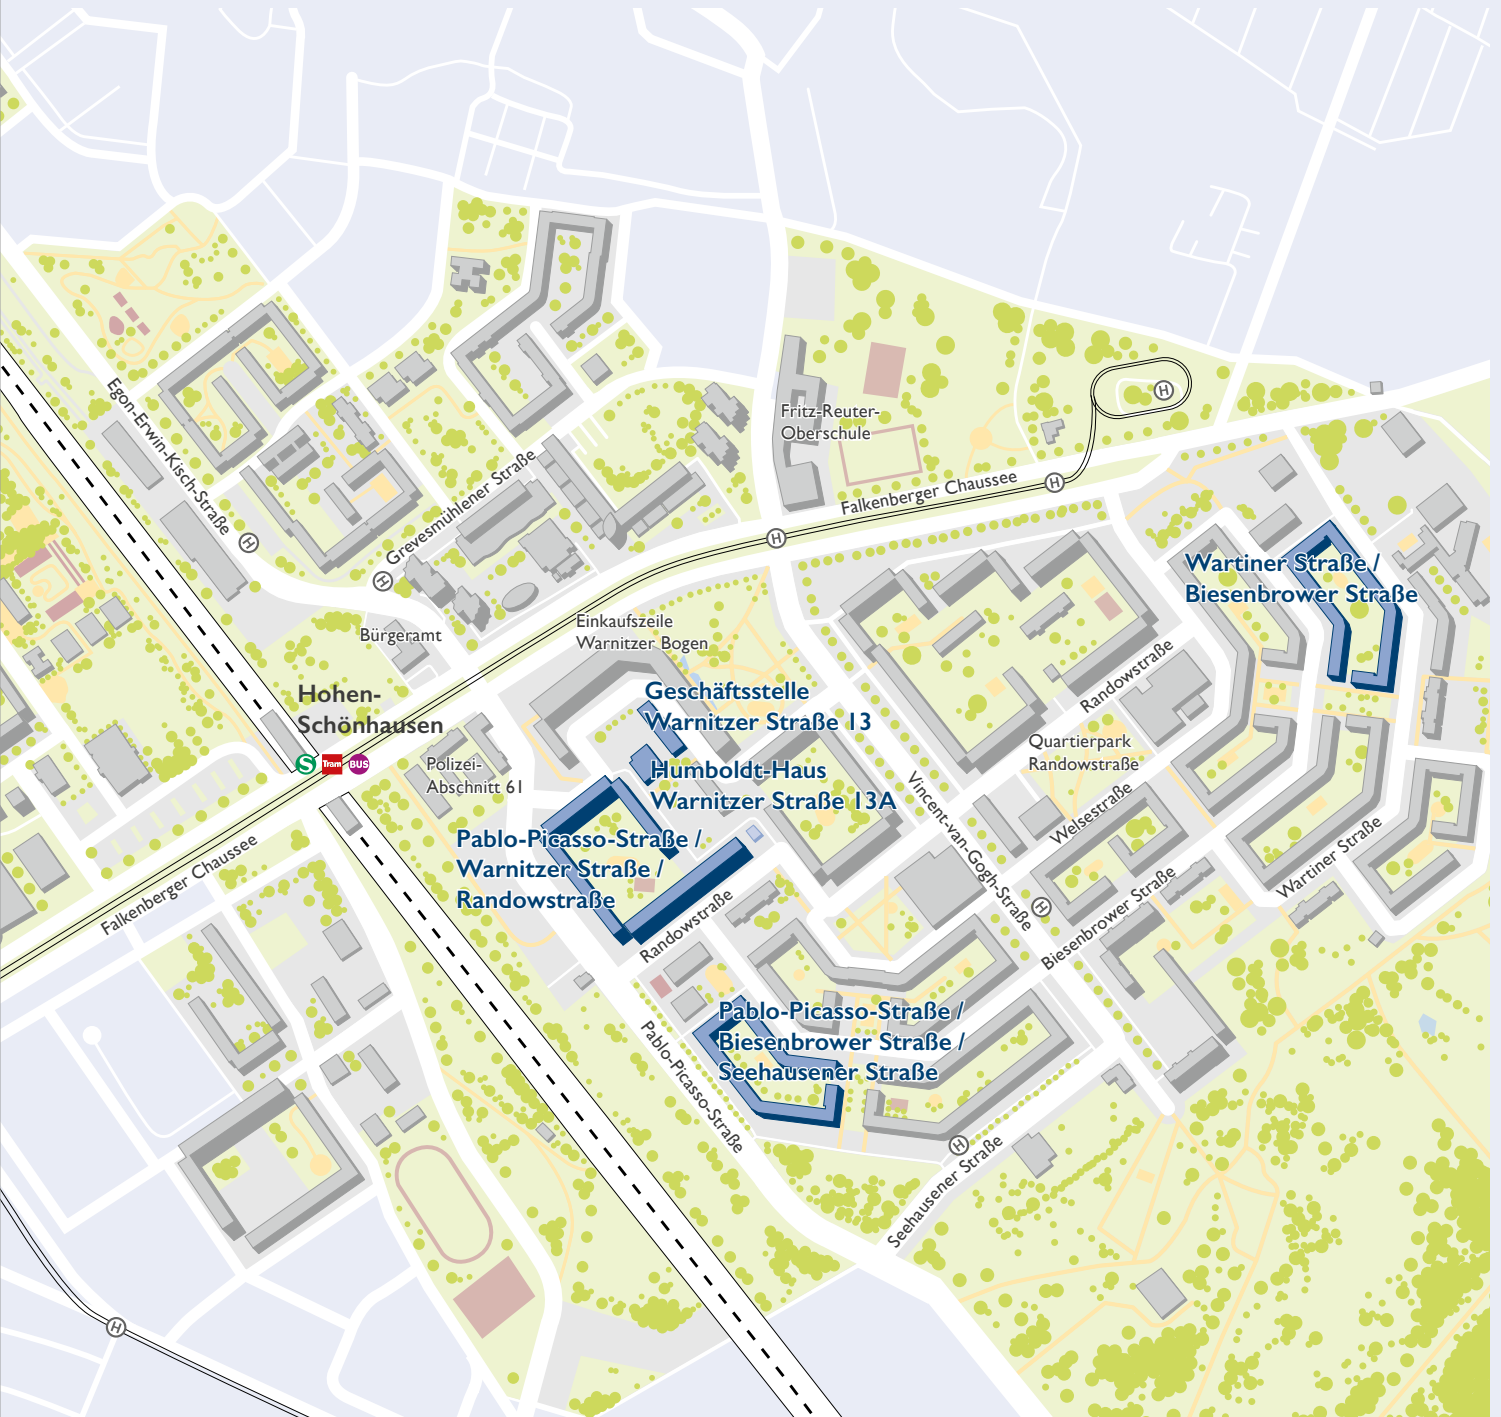 Egon-Erwin-Kisch-Straße
Fritz-Reuter-
Oberschule
H
H
Falkenberger Chaussee
H
H
H
Grevesmühlener Straße
H
Wartiner Straße /
Biesenbrower Straße
Einkaufszeile
Warnitzer Bogen
Bürgeramt
Hohen-
Schönhausen
S
Tram
BUS
Geschäftsstelle
Warnitzer Straße 13
Randowstraße
Quartierpark
Randowstraße
Polizei-
Abschnitt 61
Humboldt-Haus
Warnitzer Straße 13A
Vincent-van-Gogh-Straße
Welsestraße
Pablo-Picasso-Straße /
Warnitzer Straße /
Randowstraße
Wartiner Straße
Falkenberger Chaussee
Randowstraße
H
Biesenbrower Straße
Pablo-Picasso-Straße /
Biesenbrower Straße /
Seehausener Straße
Pablo-Picasso-Straße
H
Seehausener Straße
H